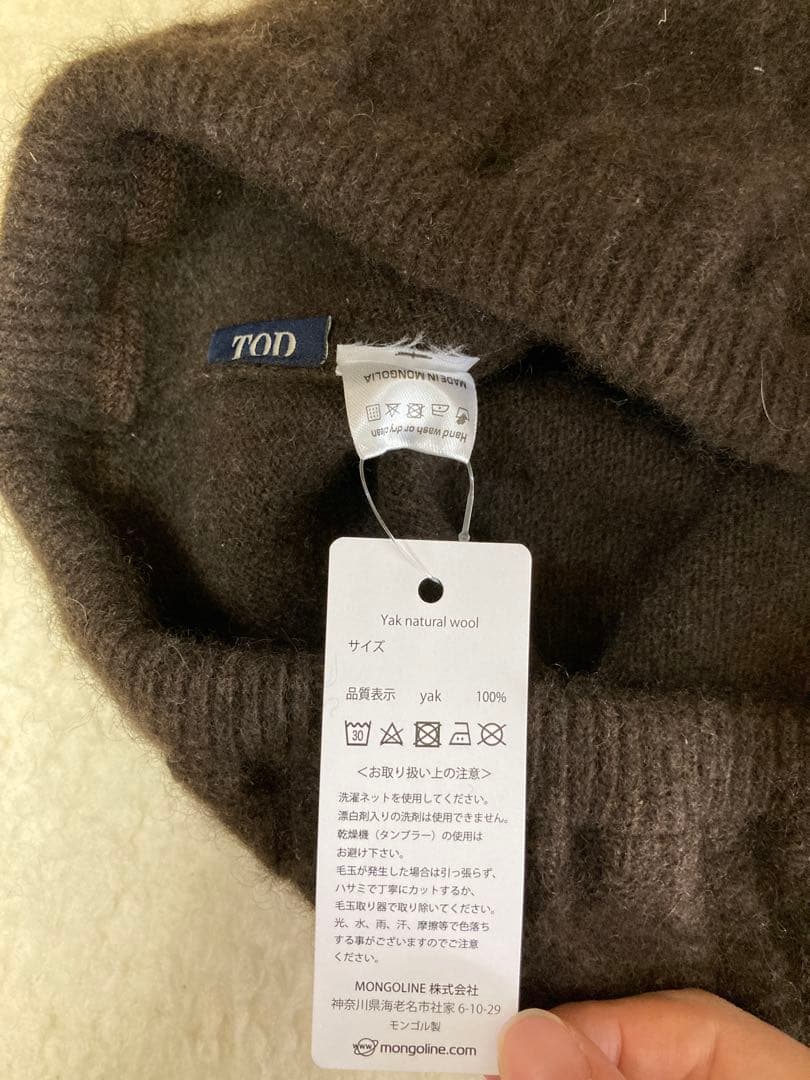 TOD
MADE IN MONGOLIA
Hand wash or dryclean
Yak natural wool
サイズ
品質表示 yak 100%
30
＜お取り扱い上の注意＞
洗濯ネットを使用してください。
漂白剤入りの洗剤は使用できません。
乾燥機（タンブラー）の使用は
お避け下さい。
毛玉が発生した場合は引っ張らず、
ハサミで丁寧にカットするか、
毛玉取り器で取り除いてください。
光、水、雨、汗、摩擦等で色落ち
する事がございますのでご注意
ください。
MONGOLINE 株式会社
神奈川県海老名市社家 6-10-29
モンゴル製
www mongoline.com